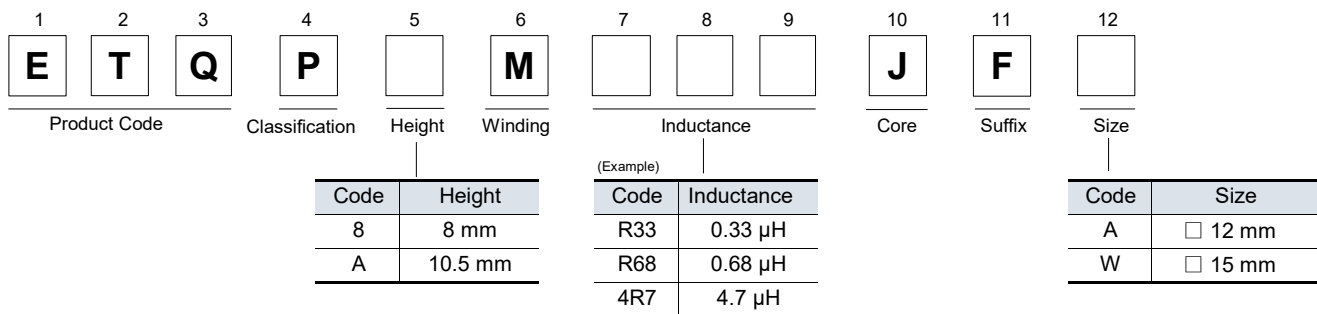 1 2 3 4 5 6 7 8 9 10 11 12
E T Q P M J F
Product Code Classification Height Winding Inductance Core Suffix Size
(Example)
Code Height Code Inductance Code Size
8 8 mm R33 0.33 µH A □ 12 mm
A 10.5 mm R68 0.68 µH W □ 15 mm
4R7 4.7 µH